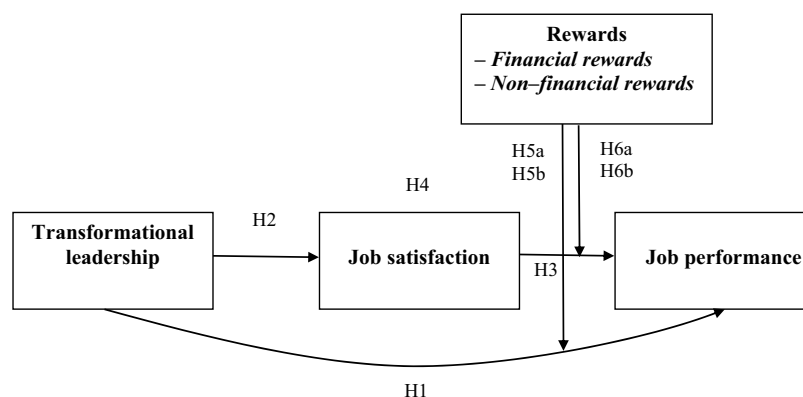 Rewards
– Financial rewards
– Non–financial rewards
H5a
H5b
H6a
H6b
H4
H2
Transformational
leadership
Job satisfaction
H3
Job performance
H1